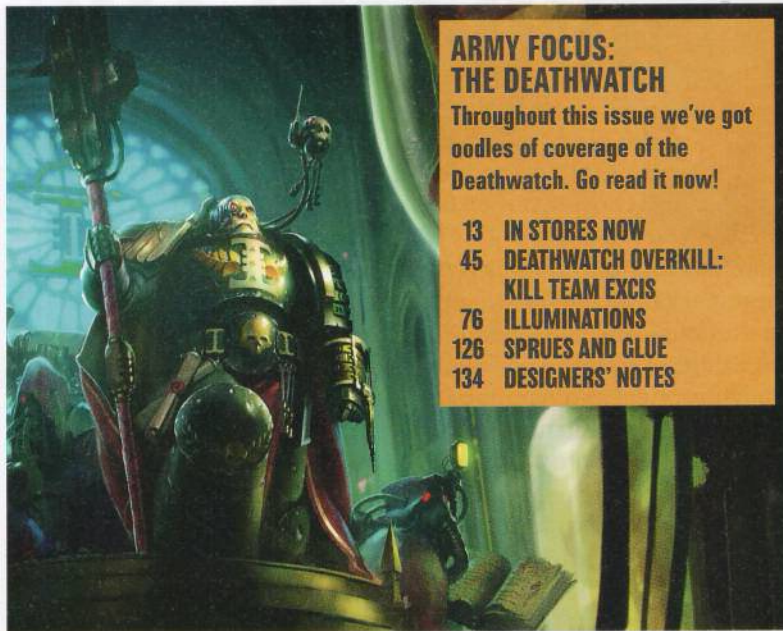 ARMY FOCUS:
THE DEATHWATCH
Throughout this issue we've got
oodles of coverage of the
Deathwatch. Go read it now!
13 IN STORES NOW
45 DEATHWATCH OVERKILL:
KILL TEAM EXCIS
76 ILLUMINATIONS
126 SPRUES AND GLUE
134 DESIGNERS' NOTES